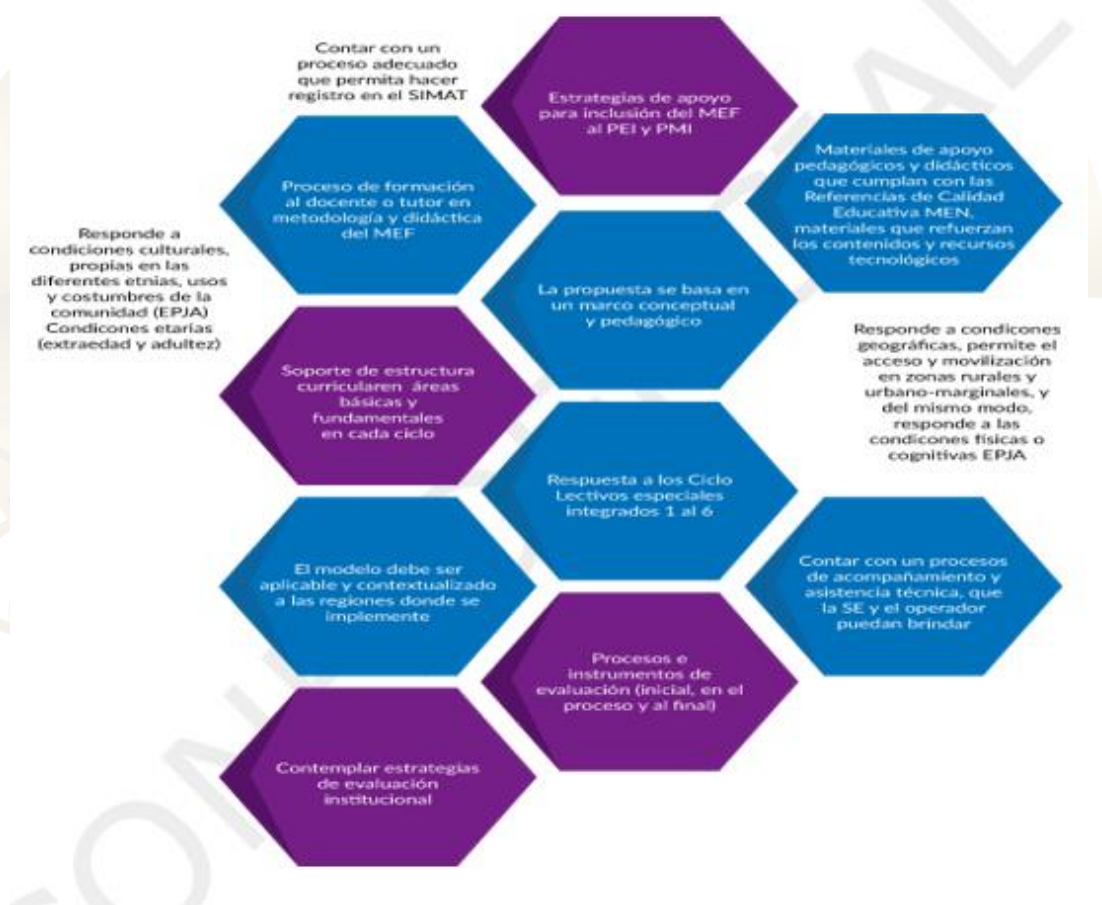 Contar con un
proceso adecuado
que permita hacer
registro en el SIMAT
Estrategias de apoyo
para inclusión del MEF
al PEI y PMI
Proceso de formación
al docente o tutor en
metodología y didáctica
del MEF
Materiales de apoyo
pedagógicos y didácticos
que cumplan con las
Referencias de Calidad
Educativa MEN,
materiales que refuerzan
los contenidos y recursos
tecnológicos
Responde a
condiciones culturales,
propias en las
diferentes etnias, usos
y costumbres de la
comunidad (EPJA)
Condicones etarías
(extraedad y adultez)
La propuesta se basa en
un marco conceptual
y pedagógico
Responde a condicones
geográficas, permite el
acceso y movilización
en zonas rurales y
urbano-marginales, y
del mismo modo,
responde a las
condicones físicas o
cognitivas EPJA
Soporte de estructura
curricularen áreas
básicas y
fundamentales
en cada ciclo
Respuesta a los Ciclo
Lectivos especiales
integrados 1 al 6
El modelo debe ser
aplicable y contextualizado
a las regiones donde se
implemente
Contar con un procesos
de acompañamiento y
asistencia técnica, que
la SE y el operador
puedan brindar
Procesos e
instrumentos de
evaluación (inicial, en el
proceso y al final)
Contemplar estrategias
de evaluación
institucional